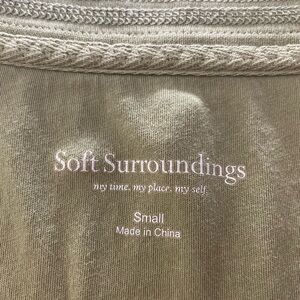 Soft Surroundings
my time. my place. my self.
Small
Made in China